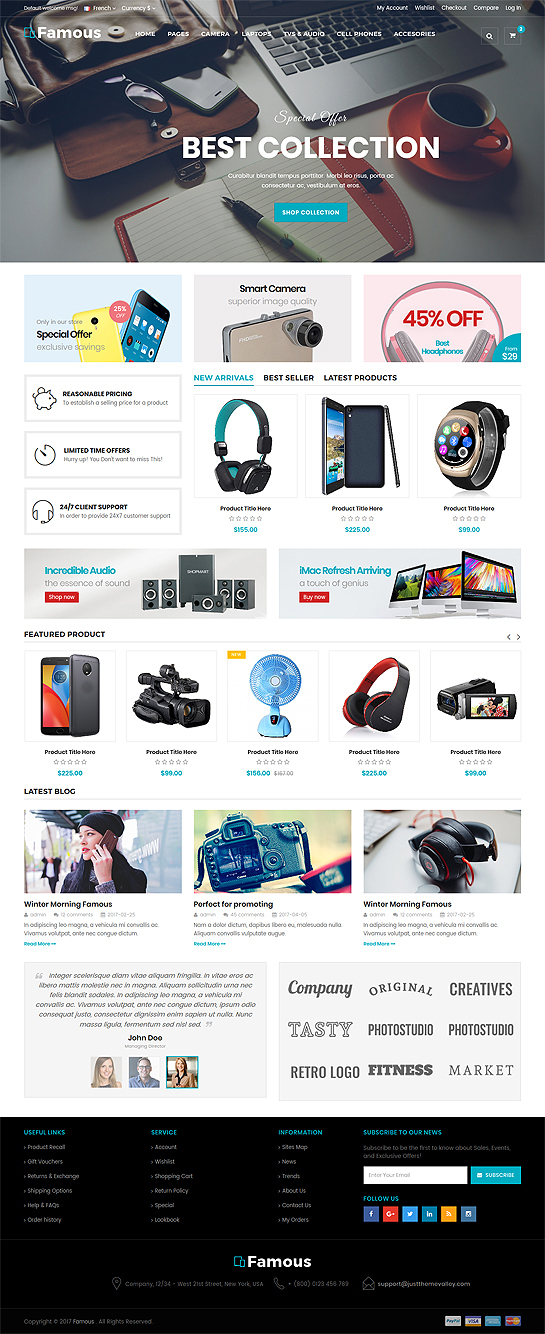 Default welcome msg! French Currency $
My Account Wishlist Checkout Compare Log In
Famous
HOME PAGES CAMERA LAPTOPS TVS & AUDIO CELL PHONES ACCESORIES
2
Special Offer
BEST COLLECTION
Curabitur blandit tempus porttitor. Morbi leo risus, porta ac
consectetur ac, vestibulum at eros.
SHOP COLLECTION
Only in our store
Special Offer
exclusive savings
25%
OFF
Smart Camera
superior image quality
45% OFF
Best
Headphones
From
$29
REASONABLE PRICING
To establish a selling price for a product
LIMITED TIME OFFERS
Hurry up! You Don't want to miss This!
24/7 CLIENT SUPPORT
In order to provide 24X7 customer support
NEW ARRIVALS BEST SELLER LATEST PRODUCTS
Product Title Here
$155.00
Product Title Here
$225.00
Product Title Here
$99.00
Incredible Audio
the essence of sound
Shop now
SHOPMART
iMac Refresh Arriving
a touch of genius
Buy now
FEATURED PRODUCT
NEW
Product Title Here
$225.00
Product Title Here
$99.00
Product Title Here
$156.00 $167.00
Product Title Here
$225.00
Product Title Here
$99.00
LATEST BLOG
Wintor Morning Famous
admin 12 comments 2017-02-25
In adipiscing leo magna, a vehicula mi convallis ac.
Vivamus volutpat, ante nec congue dictum.
Read More
Perfect for promoting
admin 45 comments 2017-04-05
Nam a dolor dictum, dapibus libero eu, malesuada nulla.
Aliquam convallis vulputate augue.
Read More
Wintor Morning Famous
admin 12 comments 2017-02-25
In adipiscing leo magna, a vehicula mi convallis ac.
Vivamus volutpat, ante nec congue dictum.
Read More
Integer scelerisque diam vitae aliquam fringilla. In vitae eros ac
libero mattis molestie nec in magna. Aliquam sollicitudin urna nec
felis blandit sodales. In adipiscing leo magna, a vehicula mi
convallis ac. Vivamus volutpat, ante nec congue dictum, ipsum odio
consequat justo, consectetur dignissim enim sapien ut nulla. Nunc
massa ligula, fermentum sed nisl sed.
John Doe
Managing Director
Company ORIGINAL CREATIVES
TASTY PHOTOSTUDIO PHOTOSTUDIO
RETRO LOGO FITNESS MARKET
USEFUL LINKS
Product Recall
Gift Vouchers
Returns & Exchange
Shipping Options
Help & FAQs
Order history
SERVICE
Account
Wishlist
Shopping Cart
Return Policy
Special
Lookbook
INFORMATION
Sites Map
News
Trends
About Us
Contact Us
My Orders
SUBSCRIBE TO OUR NEWS
Subscribe to be the first to know about Sales, Events,
and Exclusive Offers!
Enter Your Email
SUBSCRIBE
FOLLOW US
Famous
Company, 12/34 - West 21st Street, New York, USA
+ (800) 0123 456 789
support@justthemevalley.com
Copyright © 2017 Famous . All Rights Reserved.
PayPal VISA